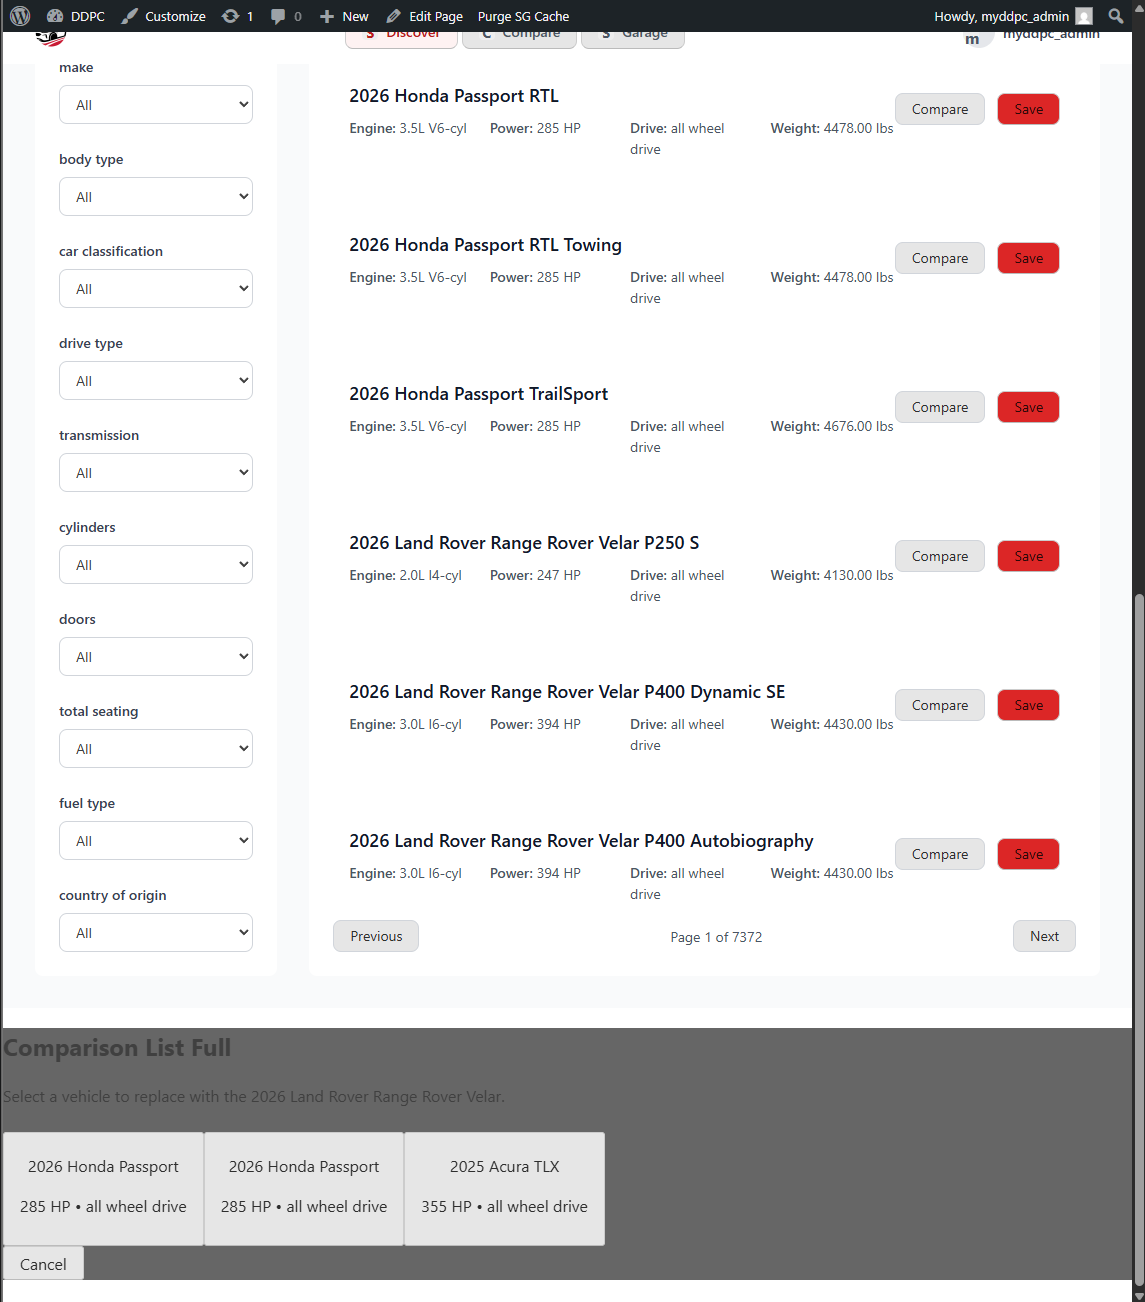 DDPC Customize 1 0 New Edit Page Purge SG Cache Howdy, myddpc_admin
S Discover C Compare S Garage m myddpc_admin
make
All
body type
All
car classification
All
drive type
All
transmission
All
cylinders
All
doors
All
total seating
All
fuel type
All
country of origin
All
2026 Honda Passport RTL
Compare Save
Engine: 3.5L V6-cyl Power: 285 HP Drive: all wheel Weight: 4478.00 lbs
drive
2026 Honda Passport RTL Towing
Compare Save
Engine: 3.5L V6-cyl Power: 285 HP Drive: all wheel Weight: 4478.00 lbs
drive
2026 Honda Passport TrailSport
Compare Save
Engine: 3.5L V6-cyl Power: 285 HP Drive: all wheel Weight: 4676.00 lbs
drive
2026 Land Rover Range Rover Velar P250 S
Compare Save
Engine: 2.0L I4-cyl Power: 247 HP Drive: all wheel Weight: 4130.00 lbs
drive
2026 Land Rover Range Rover Velar P400 Dynamic SE
Compare Save
Engine: 3.0L I6-cyl Power: 394 HP Drive: all wheel Weight: 4430.00 lbs
drive
2026 Land Rover Range Rover Velar P400 Autobiography
Compare Save
Engine: 3.0L I6-cyl Power: 394 HP Drive: all wheel Weight: 4430.00 lbs
drive
Previous Page 1 of 7372 Next
Comparison List Full
Select a vehicle to replace with the 2026 Land Rover Range Rover Velar.
2026 Honda Passport 2026 Honda Passport 2025 Acura TLX
285 HP • all wheel drive 285 HP • all wheel drive 355 HP • all wheel drive
Cancel